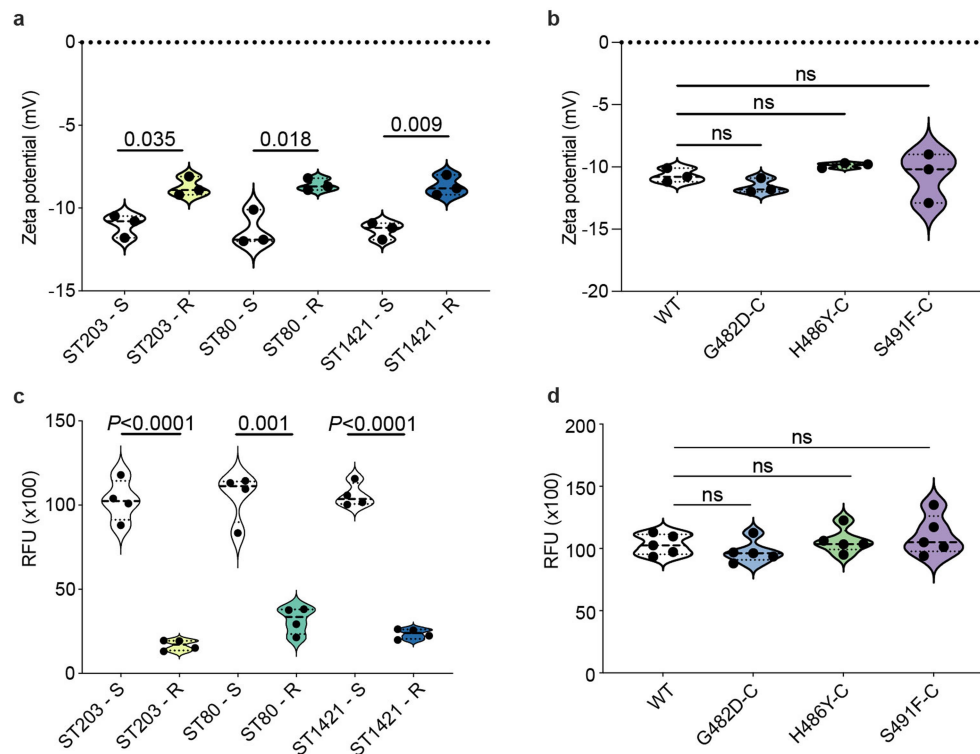 a
0
-5
-10
-15
Zeta potential (mV)
0.035
0.018
0.009
ST203 - S
ST203 - R
ST80 - S
ST80 - R
ST1421 - S
ST1421 - R
b
0
-5
-10
-15
-20
Zeta potential (mV)
ns
ns
ns
WT
G482D-C
H486Y-C
S491F-C
c
150
100
50
0
RFU (x100)
P<0.0001
0.001
P<0.0001
ST203 - S
ST203 - R
ST80 - S
ST80 - R
ST1421 - S
ST1421 - R
d
200
150
100
50
0
RFU (x100)
ns
ns
ns
WT
G482D-C
H486Y-C
S491F-C